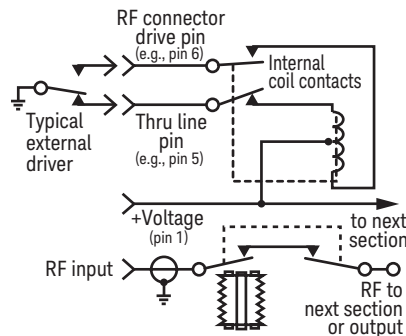 RF connector
drive pin
(e.g., pin 6)
Internal
coil contacts
Typical
external
driver
Thru line
pin
(e.g., pin 5)
+Voltage
(pin 1)
to next
section
RF input
RF to
next section
or output